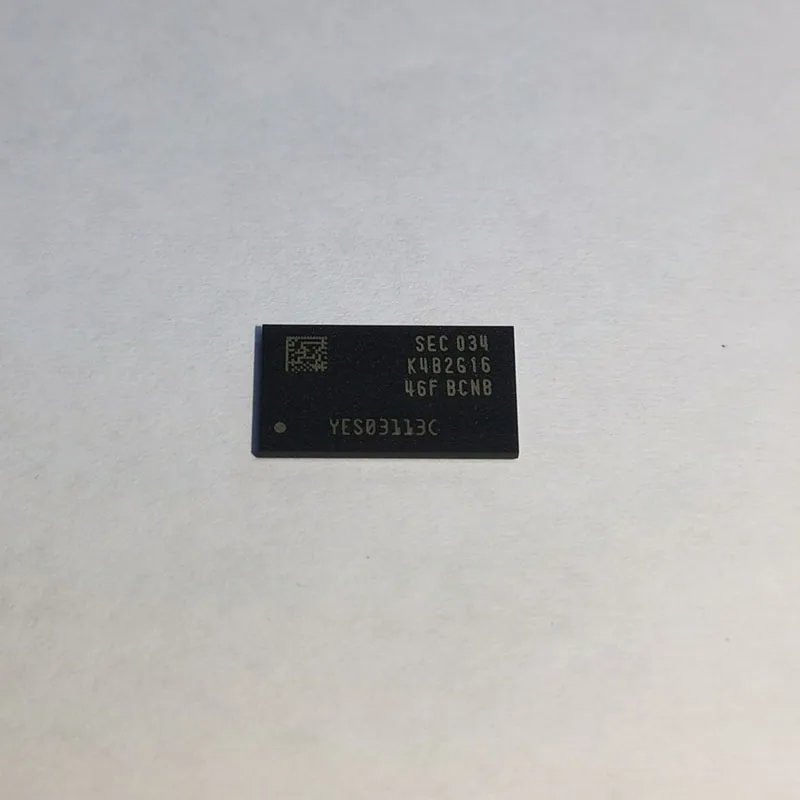 SEC 034
K4B2G16
46F BCNB
YES03113C